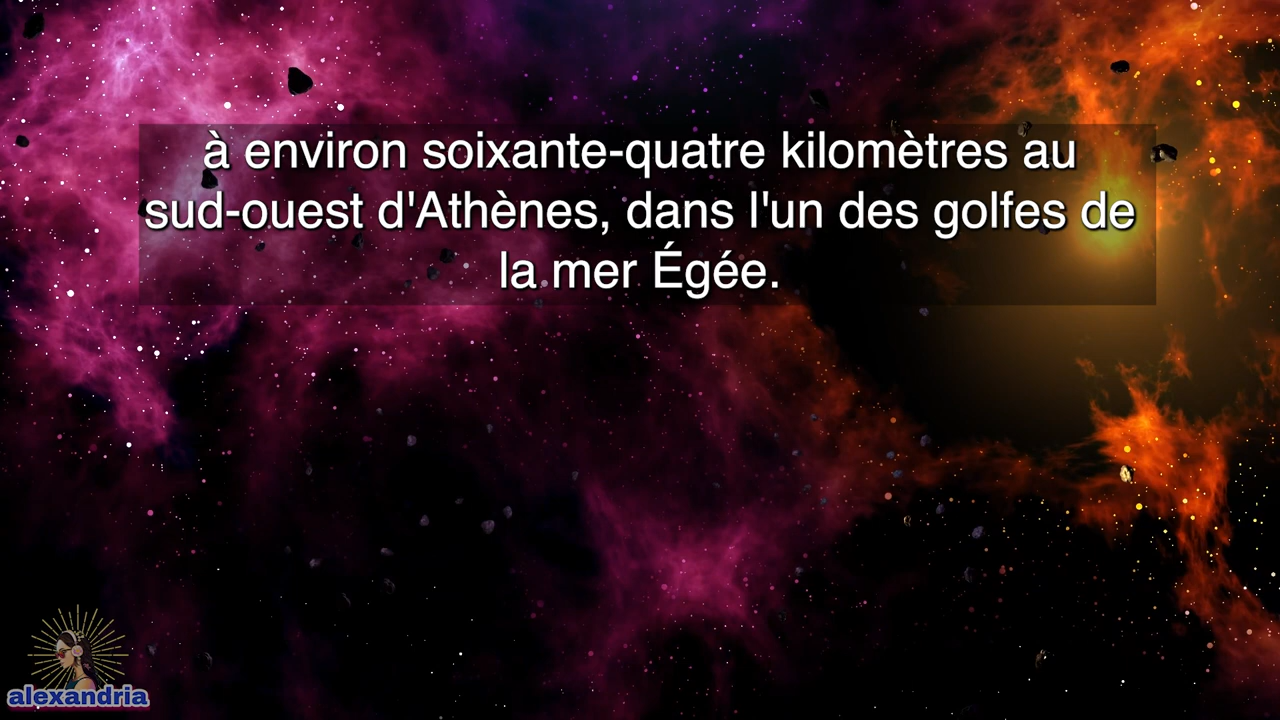 à environ soixante-quatre kilomètres au
sud-ouest d'Athènes, dans l'un des golfes de
la mer Égée.
alexandria